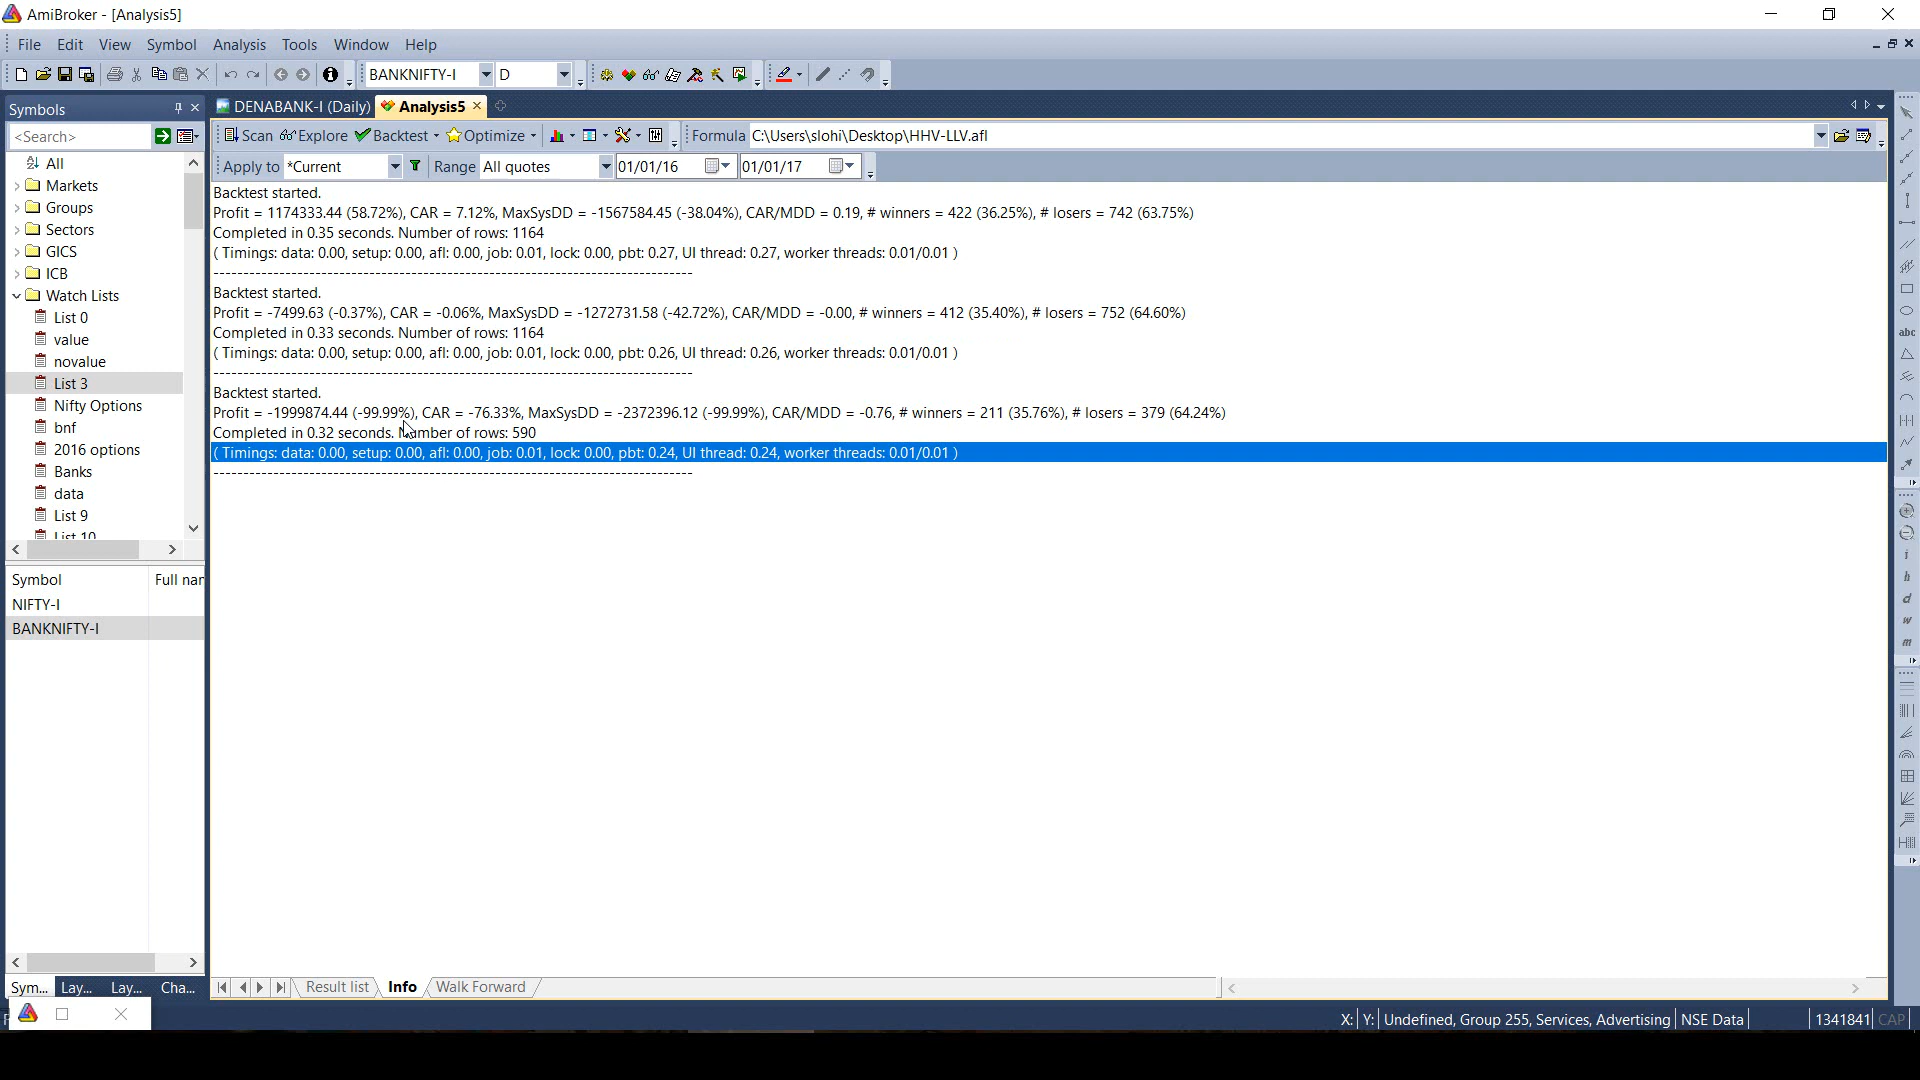 AmiBroker - [Analysis5]
File Edit View Symbol Analysis Tools Window Help
BANKNIFTY-I D
Symbols
DENABANK-I (Daily) Analysis5
<Search>
Scan Explore Backtest Optimize Formula C:\Users\slohi\Desktop\HHV-LLV.afl
Apply to *Current Range All quotes 01/01/16 01/01/17
All
Markets
Groups
Sectors
GICS
ICB
Watch Lists
List 0
value
novalue
List 3
Nifty Options
bnf
2016 options
Banks
data
List 9
List 10
Backtest started.
Profit = 1174333.44 (58.72%), CAR = 7.12%, MaxSysDD = -1567584.45 (-38.04%), CAR/MDD = 0.19, # winners = 422 (36.25%), # losers = 742 (63.75%)
Completed in 0.35 seconds. Number of rows: 1164
( Timings: data: 0.00, setup: 0.00, afl: 0.00, job: 0.01, lock: 0.00, pbt: 0.27, UI thread: 0.27, worker threads: 0.01/0.01 )
--------------------------------------------------------------------------------
Backtest started.
Profit = -7499.63 (-0.37%), CAR = -0.06%, MaxSysDD = -1272731.58 (-42.72%), CAR/MDD = -0.00, # winners = 412 (35.40%), # losers = 752 (64.60%)
Completed in 0.33 seconds. Number of rows: 1164
( Timings: data: 0.00, setup: 0.00, afl: 0.00, job: 0.01, lock: 0.00, pbt: 0.26, UI thread: 0.26, worker threads: 0.01/0.01 )
--------------------------------------------------------------------------------
Backtest started.
Profit = -1999874.44 (-99.99%), CAR = -76.33%, MaxSysDD = -2372396.12 (-99.99%), CAR/MDD = -0.76, # winners = 211 (35.76%), # losers = 379 (64.24%)
Completed in 0.32 seconds. Number of rows: 590
( Timings: data: 0.00, setup: 0.00, afl: 0.00, job: 0.01, lock: 0.00, pbt: 0.24, UI thread: 0.24, worker threads: 0.01/0.01 )
--------------------------------------------------------------------------------
abc
i
h
d
w
m
Symbol Full nar
NIFTY-I
BANKNIFTY-I
Sym... Lay... Lay... Cha...
Result list Info Walk Forward
X: Y: Undefined, Group 255, Services, Advertising NSE Data 1341841 CAP